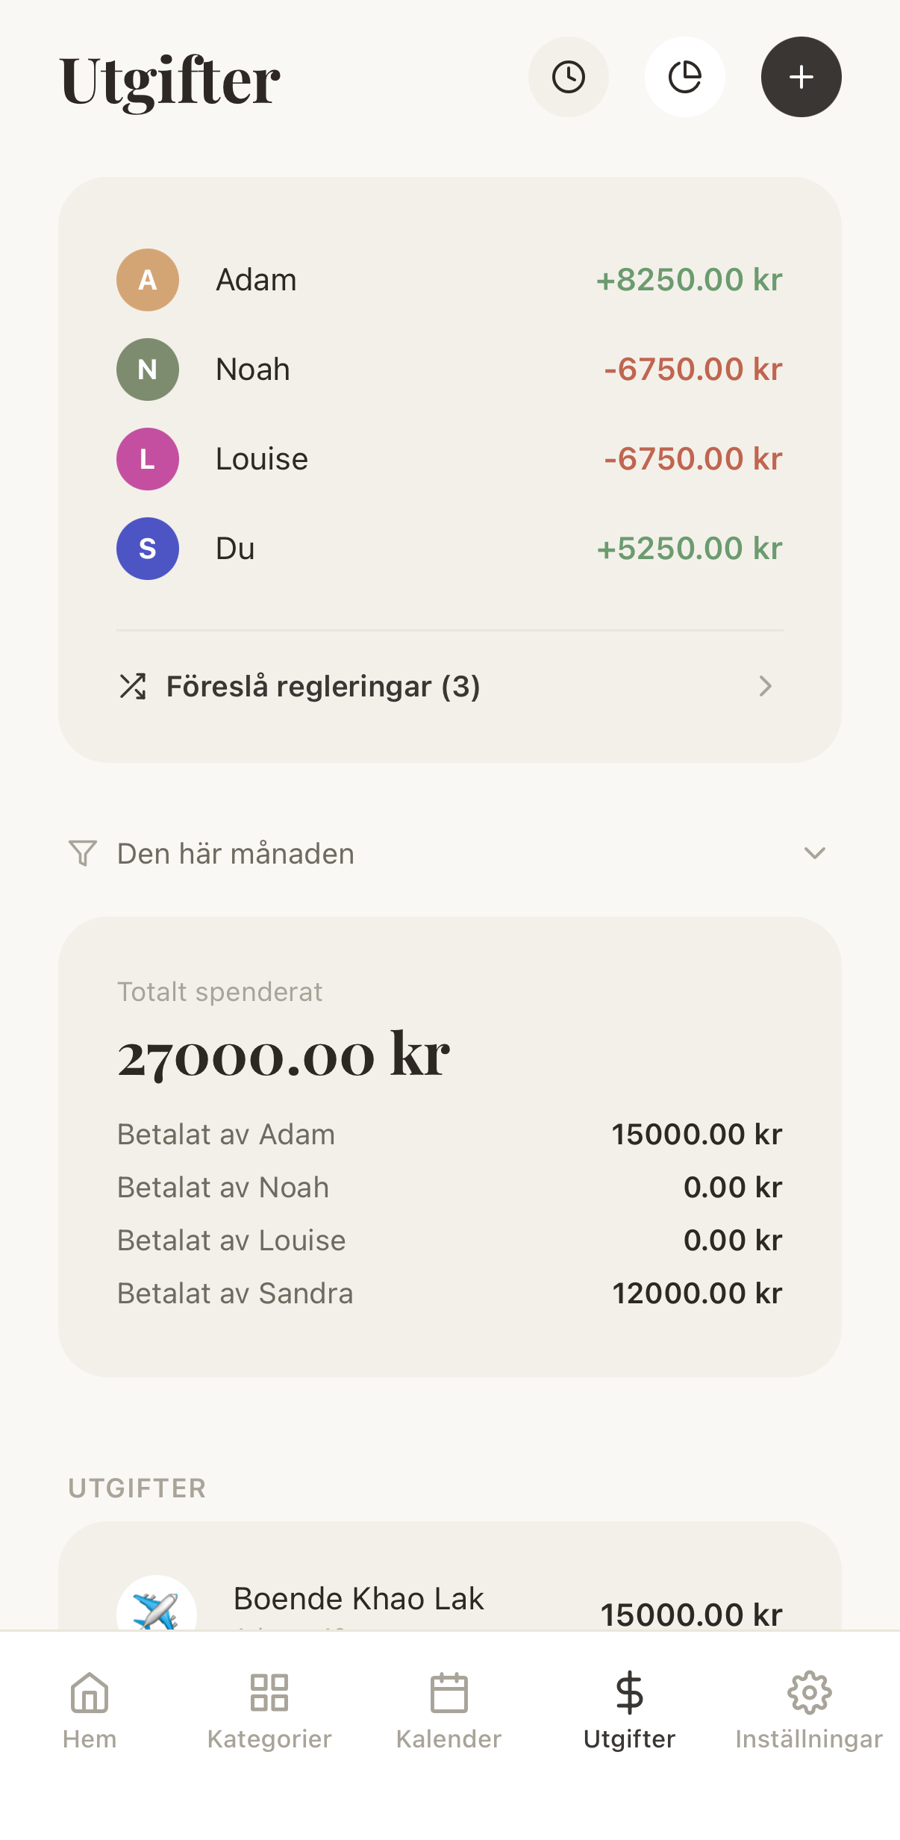 Utgifter
A Adam +8250.00 kr
N Noah -6750.00 kr
L Louise -6750.00 kr
S Du +5250.00 kr
Föreslå regleringar (3)
Den här månaden
Totalt spenderat
27000.00 kr
Betalat av Adam 15000.00 kr
Betalat av Noah 0.00 kr
Betalat av Louise 0.00 kr
Betalat av Sandra 12000.00 kr
UTGIFTER
Boende Khao Lak 15000.00 kr
Hem Kategorier Kalender Utgifter Inställningar